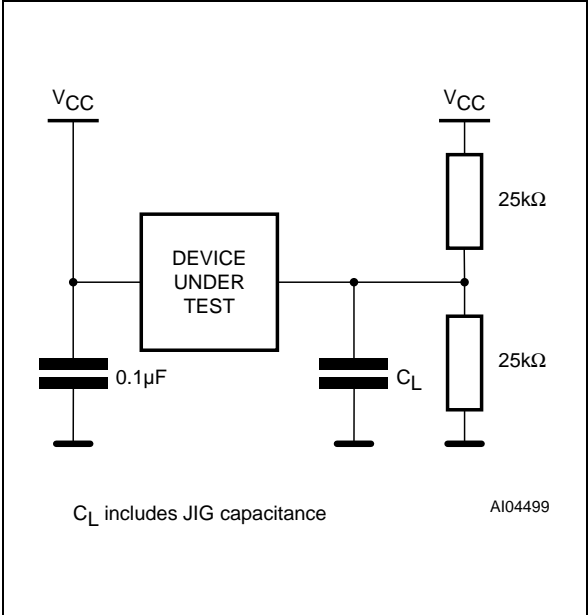 VCC
VCC
25kΩ
DEVICE
UNDER
TEST
0.1µF
CL
25kΩ
CL includes JIG capacitance
AI04499